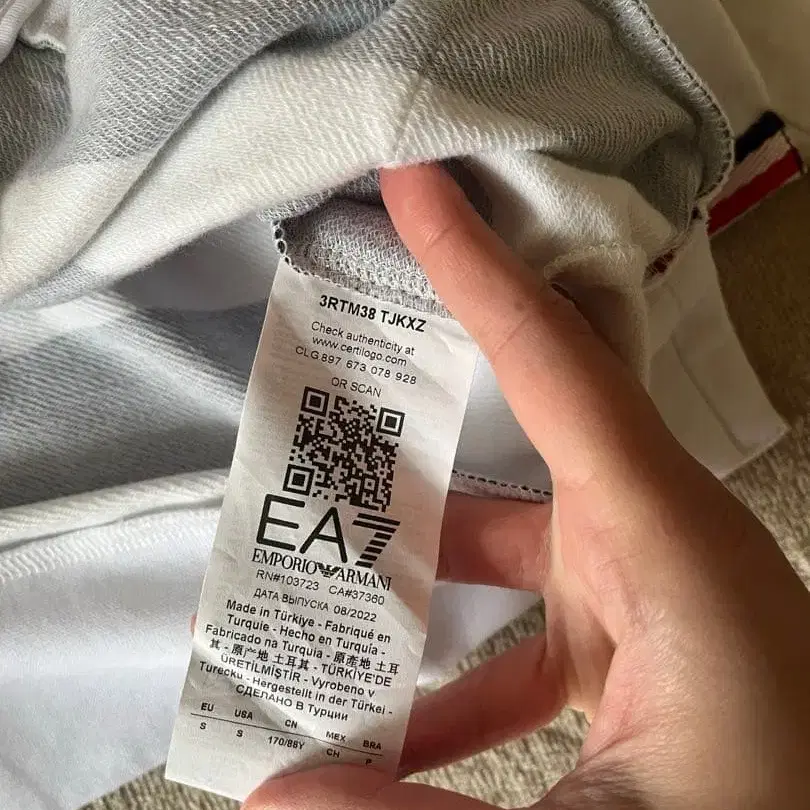 3RTM38 TJKXZ
Check authenticity at
www.certilogo.com
CLG 897 673 078 928
OR SCAN
EA7
EMPORIO ARMANI
RN#103723 CA#37360
ДАТА ВЫПУСКА 08/2022
Made in Türkiye - Fabriqué en
Turquie - Hecho en Turquía -
Fabricado na Turquia - 原産地 土耳
其 - 原产地 土耳其 - TÜRKİYE'DE
ÜRETİLMİŞTİR - Vyrobeno v
Turecku - Hergestellt in der Türkei -
СДЕЛАНО В Турции
EU USA CN MEX BRA
S S 170/88Y CH P